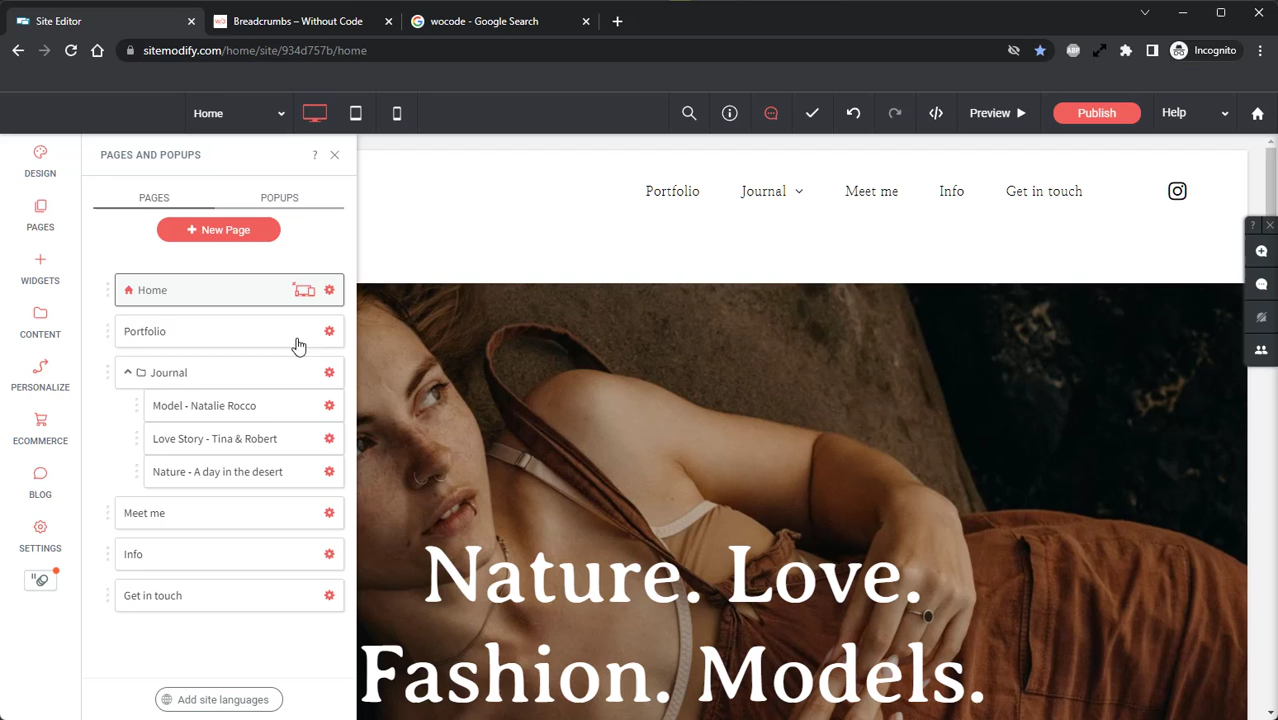 Site Editor
Breadcrumbs – Without Code
wocode - Google Search
sitemodify.com/home/site/934d757b/home
ABP
Incognito
Home
Preview
Publish
Help
DESIGN
PAGES
WIDGETS
CONTENT
PERSONALIZE
ECOMMERCE
BLOG
SETTINGS
PAGES AND POPUPS
?
PAGES
POPUPS
+ New Page
Home
Portfolio
Journal
Model - Natalie Rocco
Love Story - Tina & Robert
Nature - A day in the desert
Meet me
Info
Get in touch
Add site languages
Portfolio
Journal
Meet me
Info
Get in touch
?
Nature. Love.
Fashion. Models.